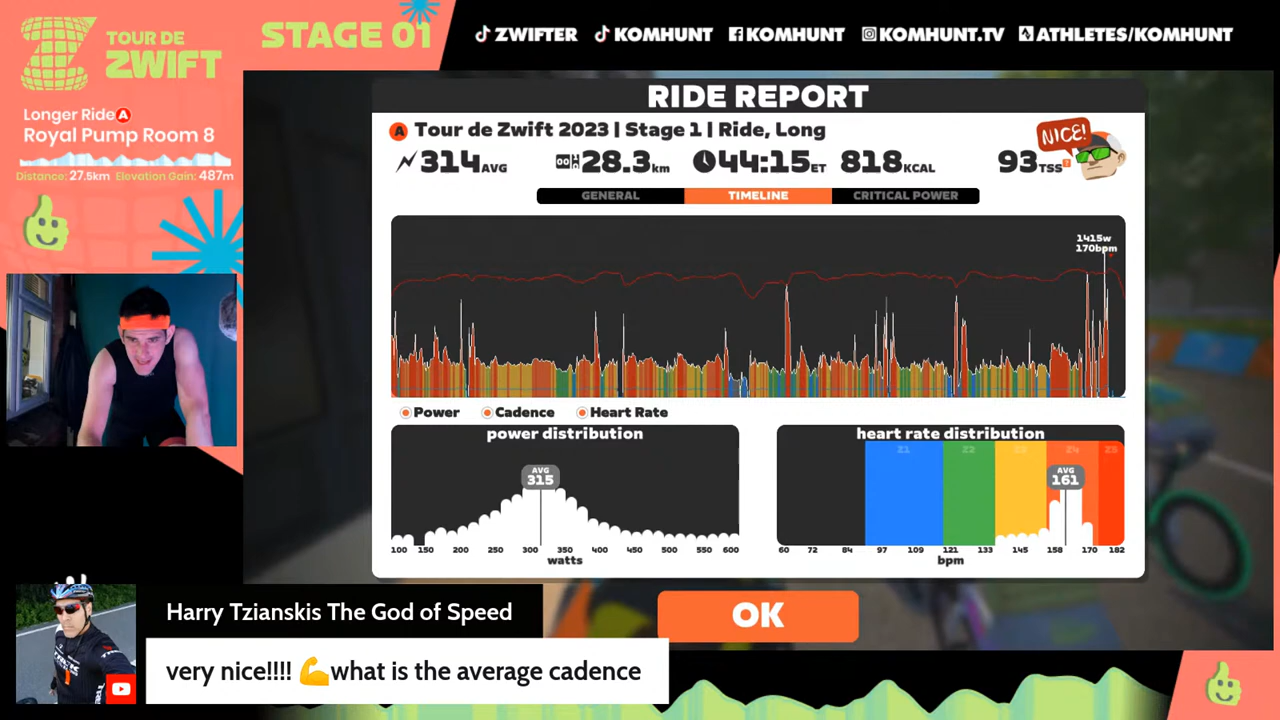 TOUR DE
ZWIFT
STAGE 01
ZWIFTER KOMHUNT KOMHUNT KOMHUNT.TV ATHLETES/KOMHUNT
Longer Ride A
Royal Pump Room 8
Distance: 27.5km Elevation Gain: 487m
RIDE REPORT
A Tour de Zwift 2023 | Stage 1 | Ride, Long
NICE!
314AVG 28.3km 44:15ET 818KCAL 93TSS
GENERAL TIMELINE CRITICAL POWER
1415w
170bpm
Power Cadence Heart Rate
power distribution
AVG
315
100 150 200 250 300 350 400 450 500 550 600
watts
heart rate distribution
Z1 Z2 Z3 Z4 Z5
AVG
161
60 72 84 97 109 121 133 145 158 170 182
bpm
OK
Harry Tzianskis The God of Speed
very nice!!!! 💪what is the average cadence